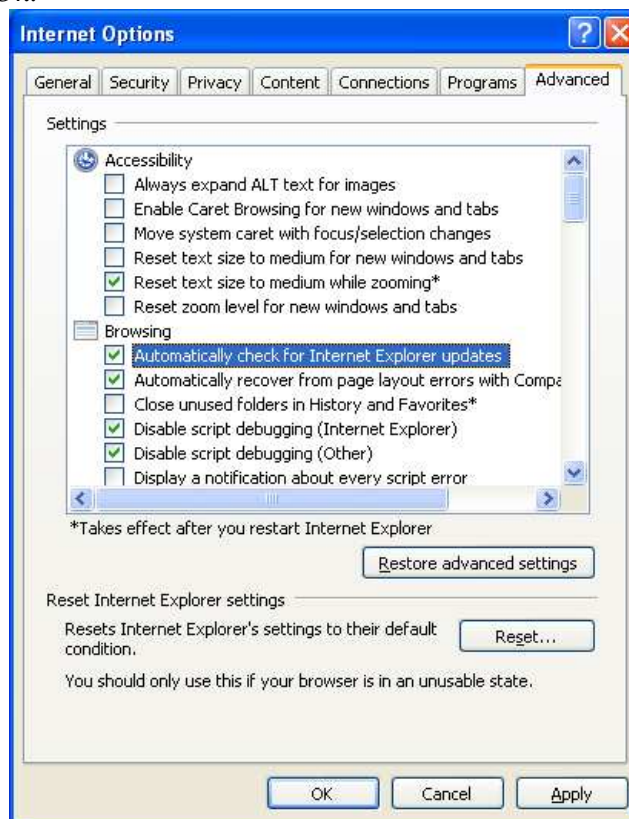 Internet Options
General Security Privacy Content Connections Programs Advanced
Settings
Accessibility
Always expand ALT text for images
Enable Caret Browsing for new windows and tabs
Move system caret with focus/selection changes
Reset text size to medium for new windows and tabs
Reset text size to medium while zooming*
Reset zoom level for new windows and tabs
Browsing
Automatically check for Internet Explorer updates
Automatically recover from page layout errors with Compa
Close unused folders in History and Favorites*
Disable script debugging (Internet Explorer)
Disable script debugging (Other)
Display a notification about every script error
*Takes effect after you restart Internet Explorer
Restore advanced settings
Reset Internet Explorer settings
Resets Internet Explorer's settings to their default
condition.
Reset...
You should only use this if your browser is in an unusable state.
OK Cancel Apply